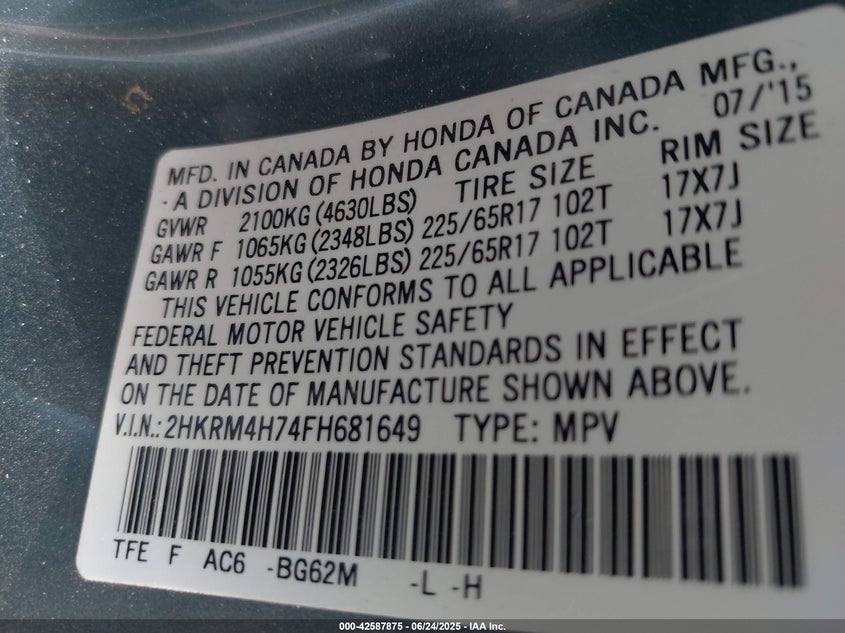 MFD. IN CANADA BY HONDA OF CANADA MFG.,
·A DIVISION OF HONDA CANADA INC. 07/'15
GVWR 2100KG (4630LBS) TIRE SIZE RIM SIZE
GAWR F 1065KG (2348LBS) 225/65R17 102T 17X7J
GAWR R 1055KG (2326LBS) 225/65R17 102T 17X7J
THIS VEHICLE CONFORMS TO ALL APPLICABLE
FEDERAL MOTOR VEHICLE SAFETY
AND THEFT PREVENTION STANDARDS IN EFFECT
ON THE DATE OF MANUFACTURE SHOWN ABOVE.
V.I.N.: 2HKRM4H74FH681649 TYPE: MPV
TFE F AC6 -BG62M -L -H
000-42587875 - 06/24/2025 - IAA Inc.